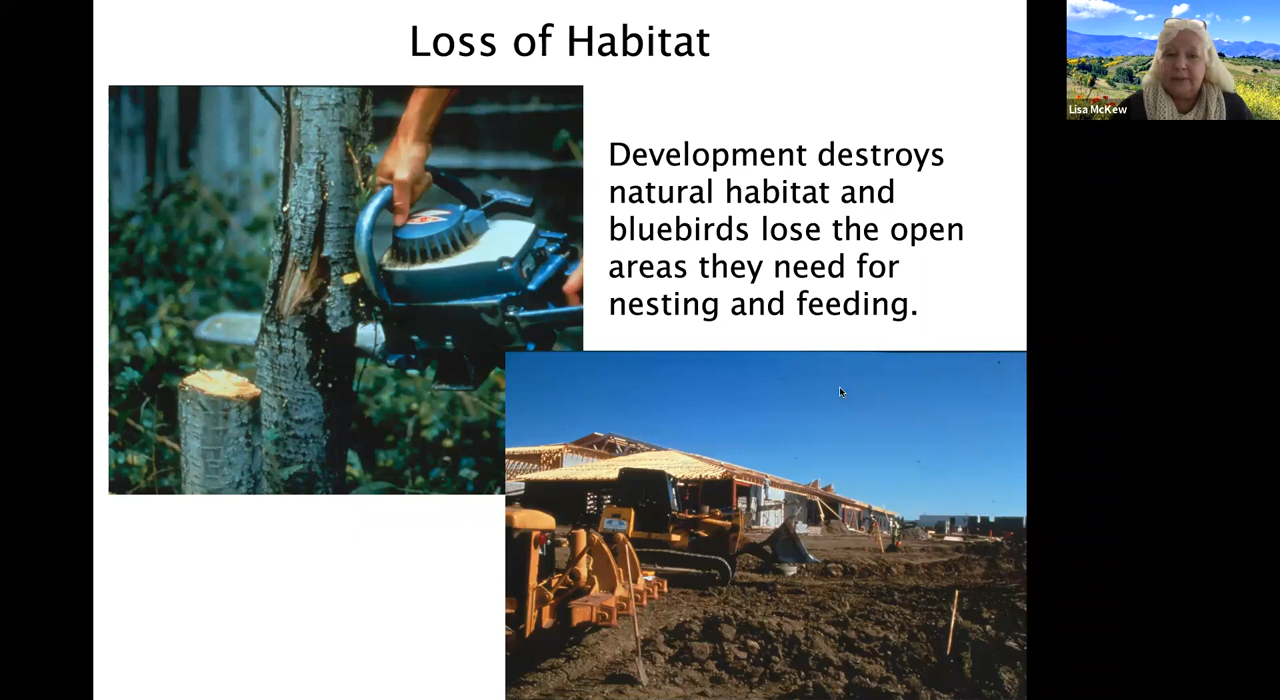 Loss of Habitat
Development destroys
natural habitat and
bluebirds lose the open
areas they need for
nesting and feeding.
Lisa McKew